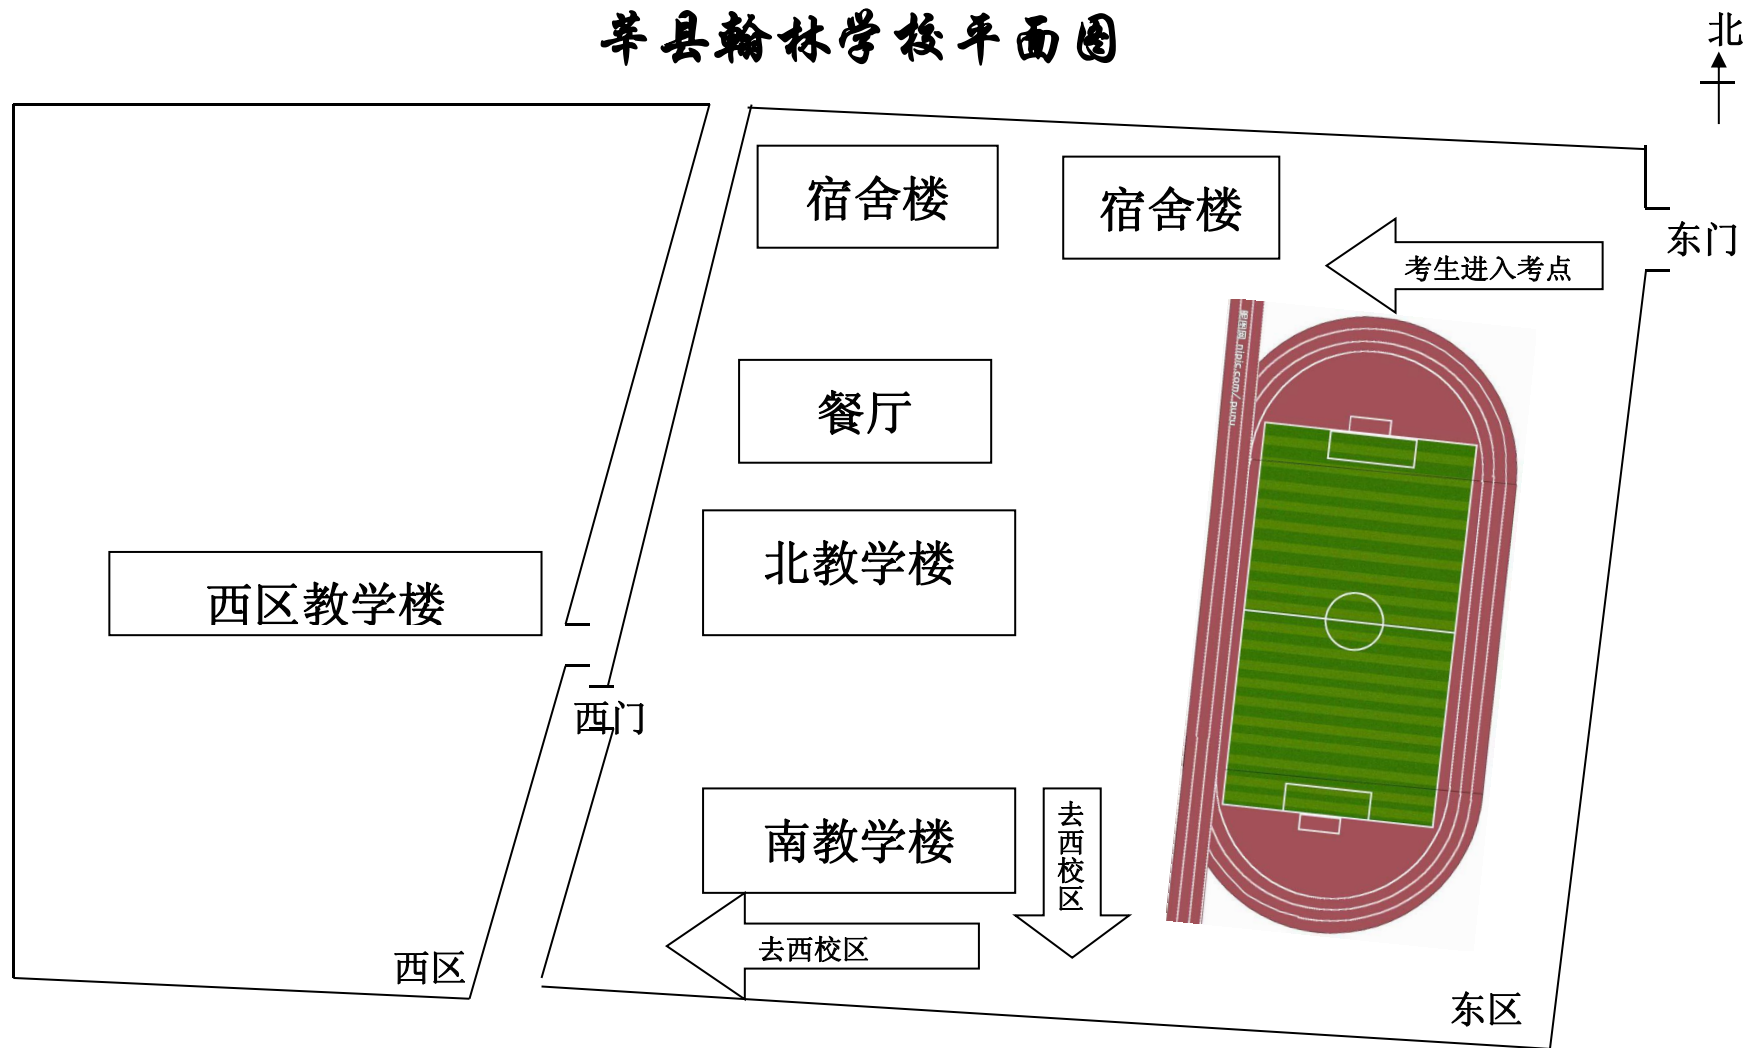 莘县翰林学校平面图
北
宿舍楼
宿舍楼
东门
考生进入考点
nipic.com/
餐厅
北教学楼
西区教学楼
西门
南教学楼
去西校区
去西校区
西区
东区